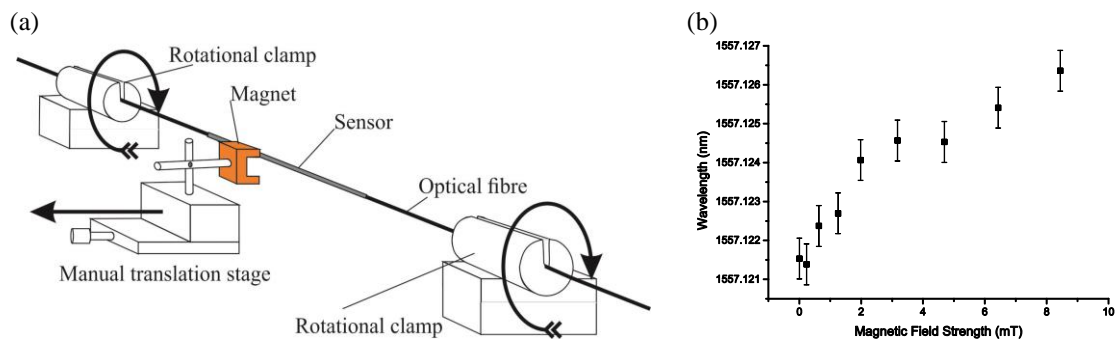 (a)
Rotational clamp
Magnet
Sensor
Optical fibre
Manual translation stage
Rotational clamp
(b)
1557.127
1557.126
1557.125
1557.124
1557.123
1557.122
1557.121
Wavelength (nm)
0 2 4 6 8 10
Magnetic Field Strength (mT)